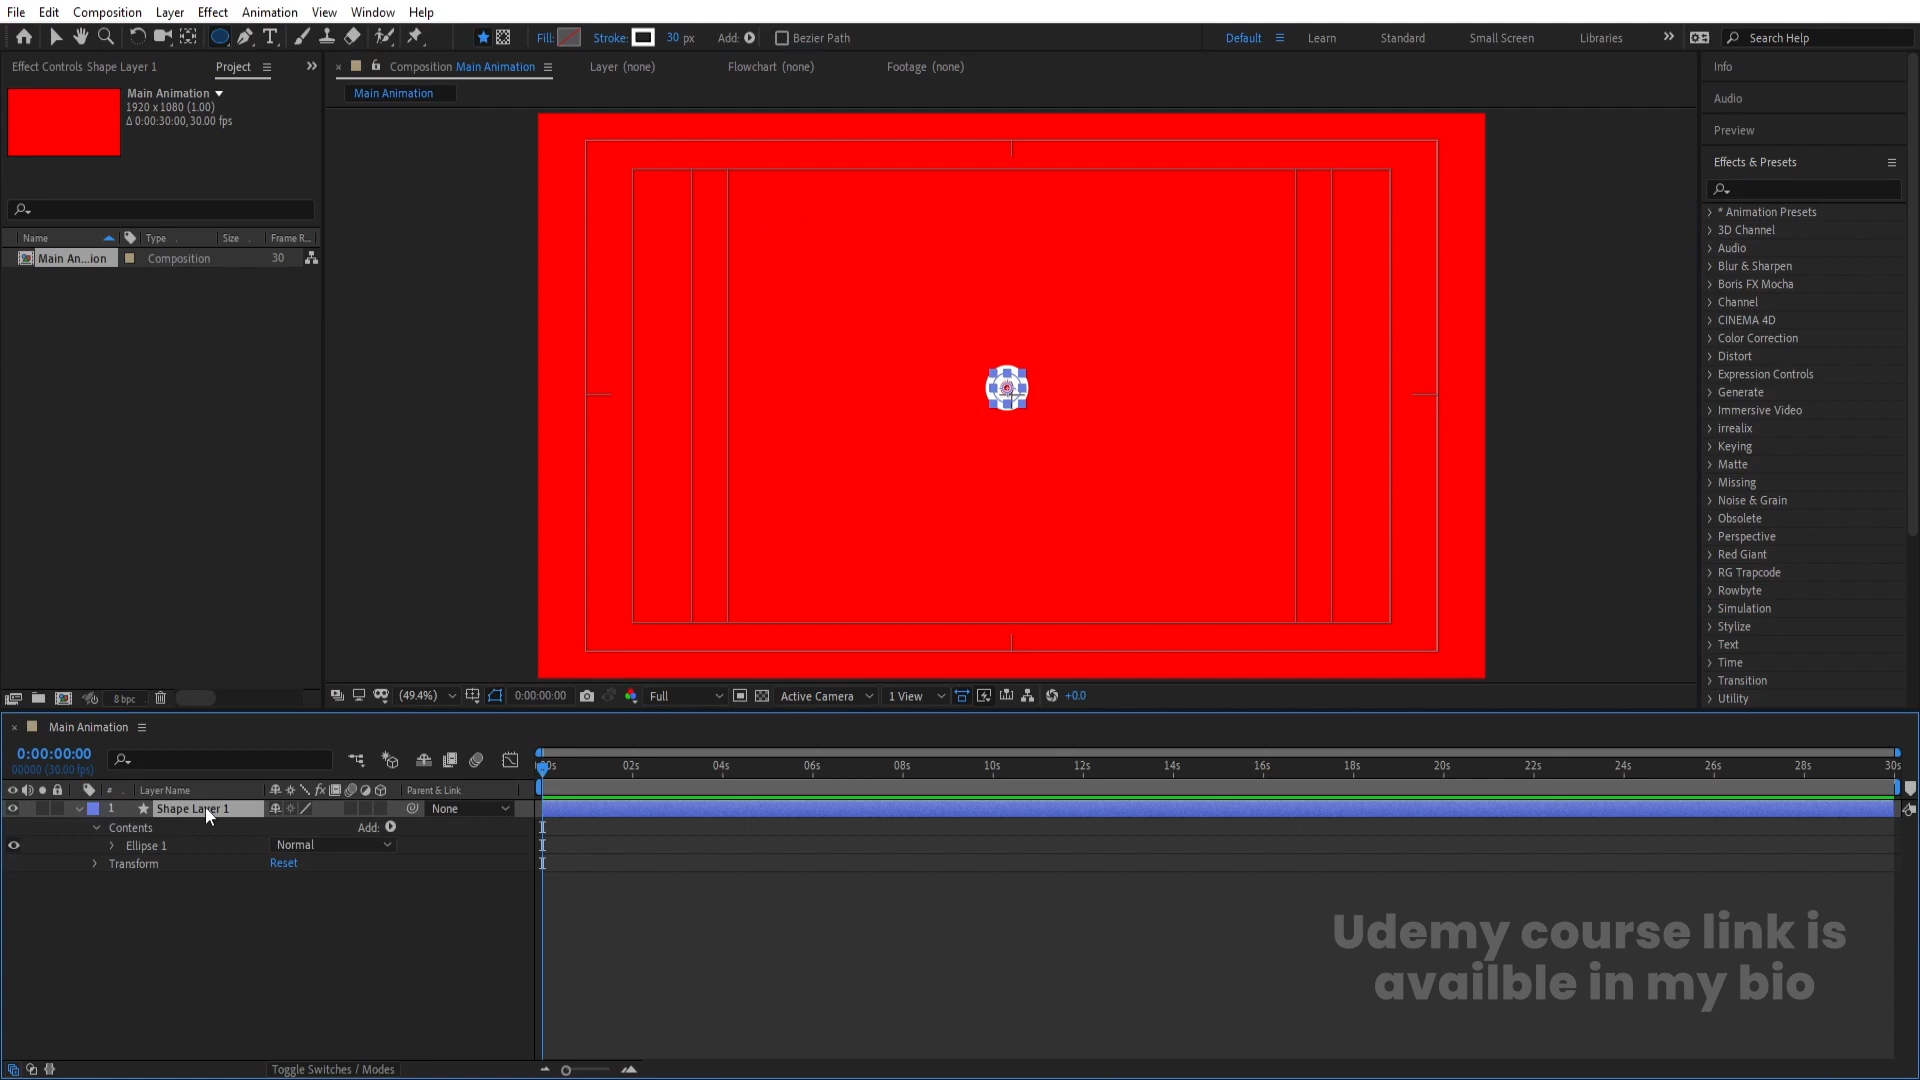 File Edit Composition Layer Effect Animation View Window Help
Fill: Stroke: 30 px Add: Bezier Path Default Learn Standard Small Screen Libraries Search Help
Effect Controls Shape Layer 1 Project Composition Main Animation Layer (none) Flowchart (none) Footage (none) Info
Main Animation
1920 x 1080 (1.00)
Δ 0:00:30:00, 30.00 fps
Main Animation
Audio
Preview
Effects & Presets
Name Type Size Frame R...
Main An...ion Composition 30
* Animation Presets
3D Channel
Audio
Blur & Sharpen
Boris FX Mocha
Channel
CINEMA 4D
Color Correction
Distort
Expression Controls
Generate
Immersive Video
irrealix
Keying
Matte
Missing
Noise & Grain
Obsolete
Perspective
Red Giant
RG Trapcode
Rowbyte
Simulation
Stylize
Text
Time
Transition
Utility
8 bpc (49.4%) 0:00:00:00 Full Active Camera 1 View +0.0
Main Animation
0:00:00:00
00000 (30.00 fps)
00s 02s 04s 06s 08s 10s 12s 14s 16s 18s 20s 22s 24s 26s 28s 30s
# Layer Name fx Parent & Link
1 Shape Layer 1 None
Contents Add:
Ellipse 1 Normal
Transform Reset
Udemy course link is
availble in my bio
Toggle Switches / Modes